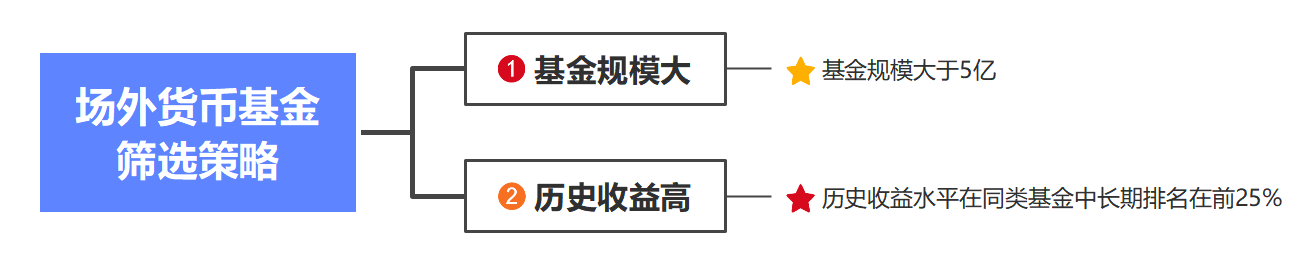 场外货币基金
筛选策略
1 基金规模大
基金规模大于5亿
2 历史收益高
历史收益水平在同类基金中长期排名在前25%